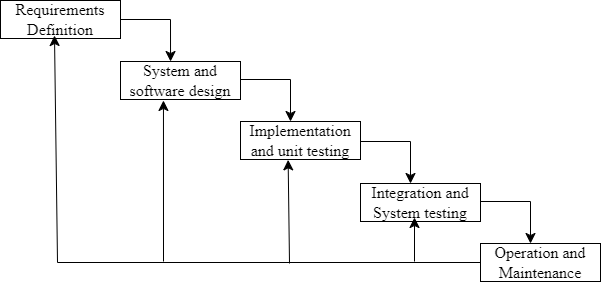 Requirements
Definition
System and
software design
Implementation
and unit testing
Integration and
System testing
Operation and
Maintenance